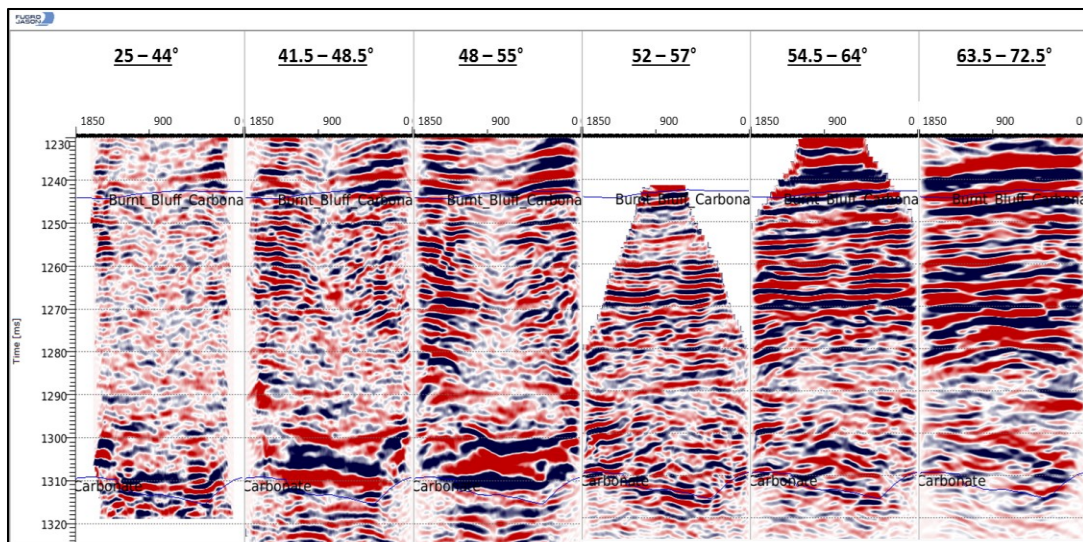 FUGRO
JASON
25 – 44° 41.5 – 48.5° 48 – 55° 52 – 57° 54.5 – 64° 63.5 – 72.5°
1850 900 0 1850 900 0 1850 900 0 1850 900 0 1850 900 0 1850 900 0
1230
1240
Burnt_Bluff_Carbona Burnt_Bluff_Carbona Burnt_Bluff_Carbona Burnt_Bluff_Carbona Burnt_Bluff_Carbona Burnt_Bluff_Carbona
1250
1260
1270
Time [ms]
1280
1290
1300
1310
Carbonate Carbonate Carbonate Carbonate Carbonate Carbonate
1320